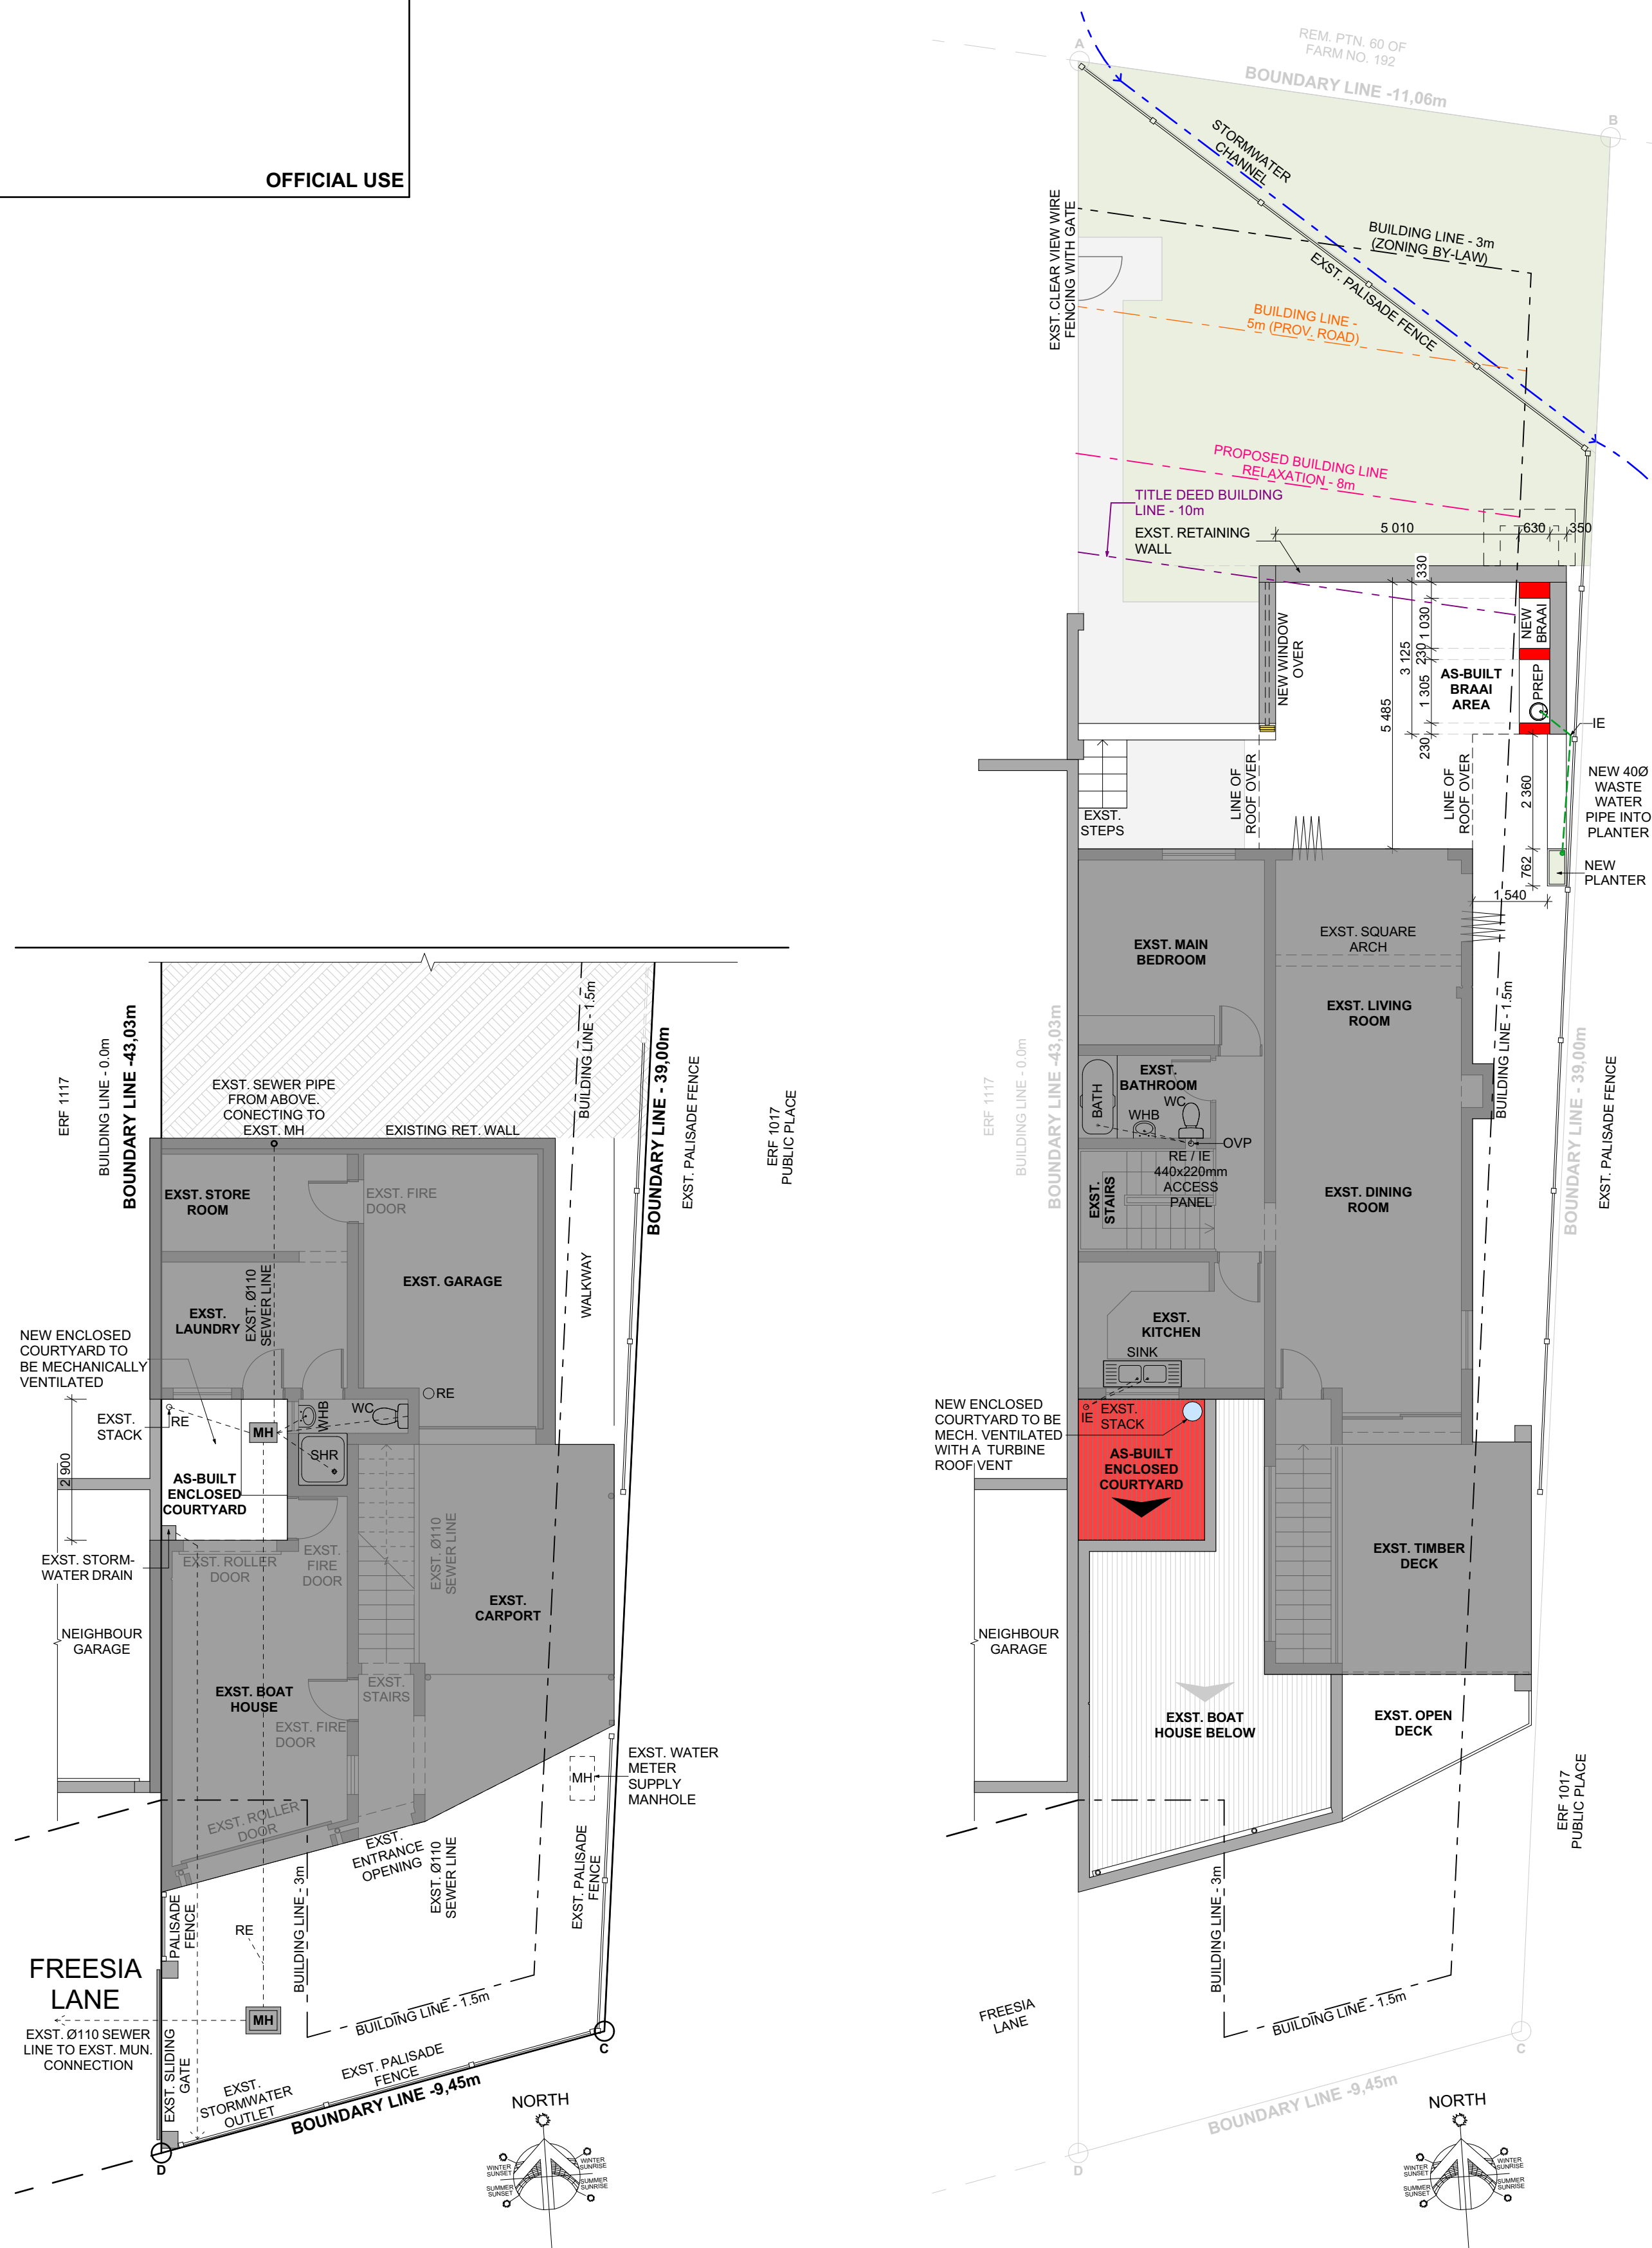 OFFICIAL USE
A
REM. PTN. 60 OF
FARM NO. 192
BOUNDARY LINE -11,06m
B
STORMWATER
CHANNEL
EXST. CLEAR VIEW WIRE
FENCING WITH GATE
BUILDING LINE - 3m
(ZONING BY-LAW)
EXST. PALISADE FENCE
BUILDING LINE -
5m (PROV. ROAD)
PROPOSED BUILDING LINE
RELAXATION - 8m
TITLE DEED BUILDING
LINE - 10m
EXST. RETAINING
WALL
5 010
630
350
330
1 030
230
3 125
1 305
230
5 485
NEW WINDOW
OVER
NEW
BRAAI
AS-BUILT
BRAAI
AREA
PREP
IE
LINE OF
ROOF OVER
LINE OF
ROOF OVER
2 360
762
1 540
NEW 40Ø
WASTE
WATER
PIPE INTO
PLANTER
NEW
PLANTER
EXST.
STEPS
EXST. MAIN
BEDROOM
EXST. SQUARE
ARCH
EXST. LIVING
ROOM
BUILDING LINE - 1.5m
ERF 1117
BUILDING LINE - 0.0m
BOUNDARY LINE -43,03m
BATH
EXST.
BATHROOM
WC
WHB
OVP
RE / IE
440x220mm
ACCESS
PANEL
EXST.
STAIRS
EXST. DINING
ROOM
EXST. PALISADE FENCE
BOUNDARY LINE - 39,00m
EXST.
KITCHEN
SINK
NEW ENCLOSED
COURTYARD TO BE
MECH. VENTILATED
WITH A TURBINE
ROOF VENT
IE
EXST.
STACK
AS-BUILT
ENCLOSED
COURTYARD
EXST. TIMBER
DECK
NEIGHBOUR
GARAGE
EXST. BOAT
HOUSE BELOW
EXST. OPEN
DECK
ERF 1017
PUBLIC PLACE
BUILDING LINE - 3m
BUILDING LINE - 1.5m
FREESIA
LANE
C
BOUNDARY LINE -9,45m
D
NORTH
WINTER
SUNSET
WINTER
SUNRISE
SUMMER
SUNSET
SUMMER
SUNRISE
ERF 1117
BUILDING LINE - 0.0m
BOUNDARY LINE -43,03m
BUILDING LINE - 1.5m
EXST. SEWER PIPE
FROM ABOVE.
CONECTING TO
EXST. MH
EXISTING RET. WALL
BOUNDARY LINE - 39,00m
EXST. PALISADE FENCE
ERF 1017
PUBLIC PLACE
EXST. STORE
ROOM
EXST. FIRE
DOOR
EXST. GARAGE
WALKWAY
EXST.
LAUNDRY
EXST. Ø110
SEWER LINE
NEW ENCLOSED
COURTYARD TO
BE MECHANICALLY
VENTILATED
EXST.
STACK
RE
MH
WHB
WC
RE
SHR
2 900
AS-BUILT
ENCLOSED
COURTYARD
EXST. STORM-
WATER DRAIN
EXST. ROLLER
DOOR
EXST.
FIRE
DOOR
EXST. Ø110
SEWER LINE
EXST.
CARPORT
NEIGHBOUR
GARAGE
EXST. BOAT
HOUSE
EXST.
STAIRS
EXST. FIRE
DOOR
EXST. WATER
METER
SUPPLY
MANHOLE
MH
EXST. ROLLER
DOOR
EXST.
ENTRANCE
OPENING
EXST. Ø110
SEWER LINE
EXST. PALISADE
FENCE
PALISADE
FENCE
RE
BUILDING LINE - 3m
FREESIA
LANE
EXST. Ø110 SEWER
LINE TO EXST. MUN.
CONNECTION
MH
BUILDING LINE - 1.5m
EXST. SLIDING
GATE
EXST.
STORMWATER
OUTLET
EXST. PALISADE
FENCE
BOUNDARY LINE -9,45m
C
D
NORTH
WINTER
SUNSET
WINTER
SUNRISE
SUMMER
SUNSET
SUMMER
SUNRISE